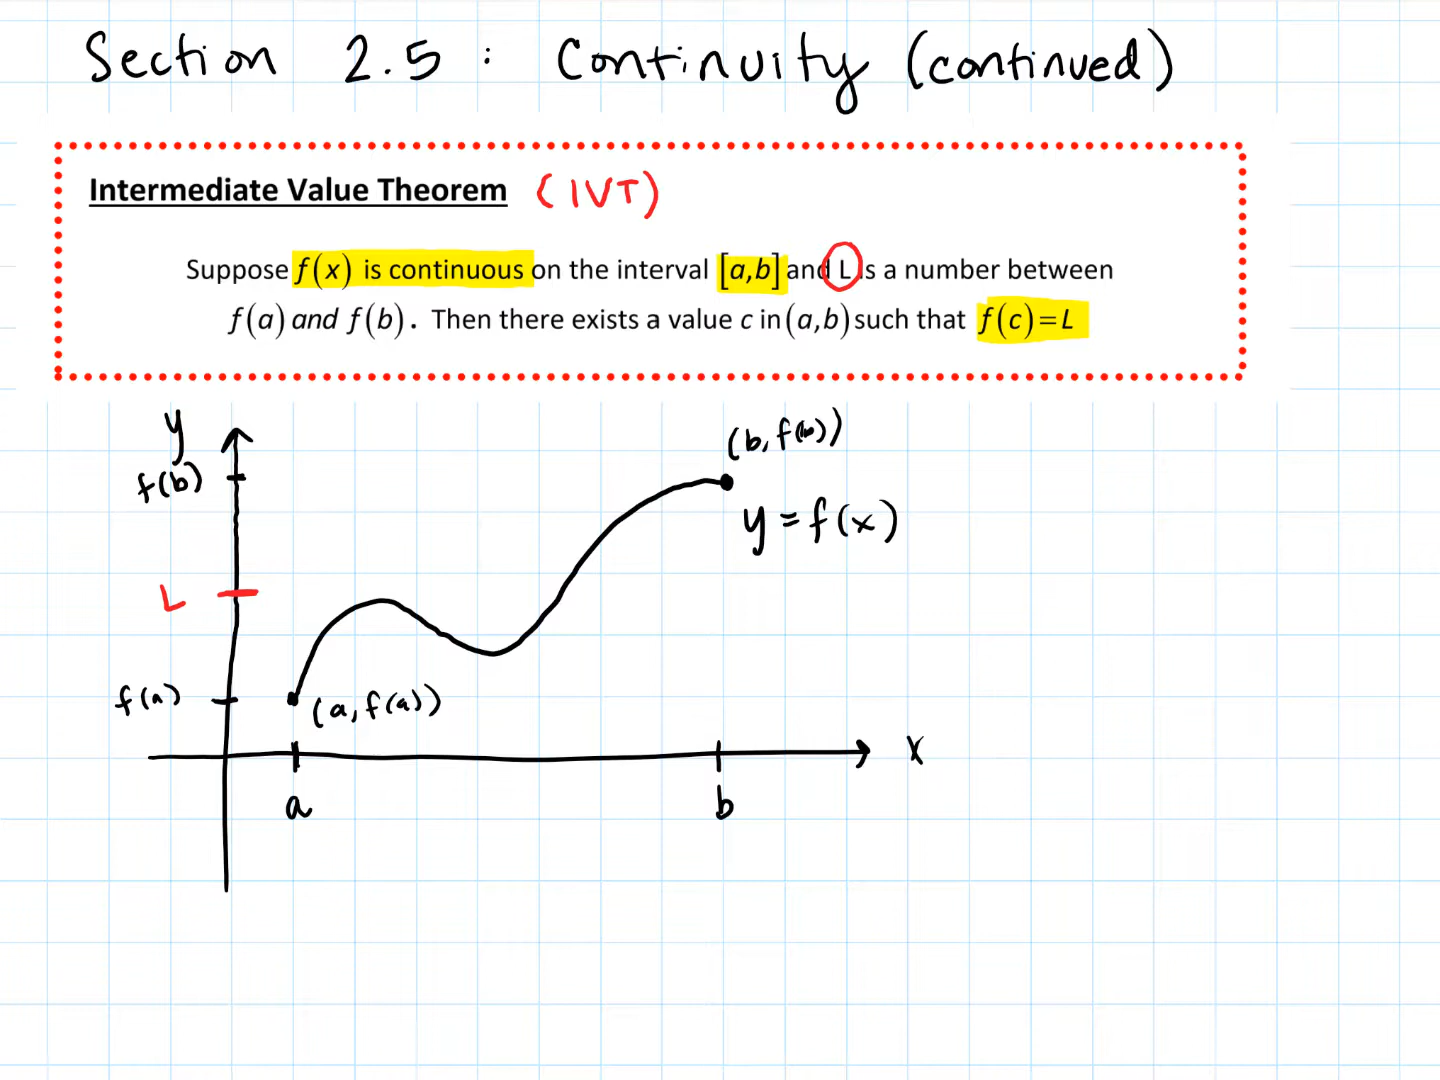 Section 2.5 : Continuity (continued)
Intermediate Value Theorem (IVT)
Suppose f(x) is continuous on the interval [a,b] and L is a number between
f(a) and f(b). Then there exists a value c in (a,b) such that f(c)=L
y
(b, f(b))
f(b)
y = f(x)
L
f(a)
(a, f(a))
x
a b